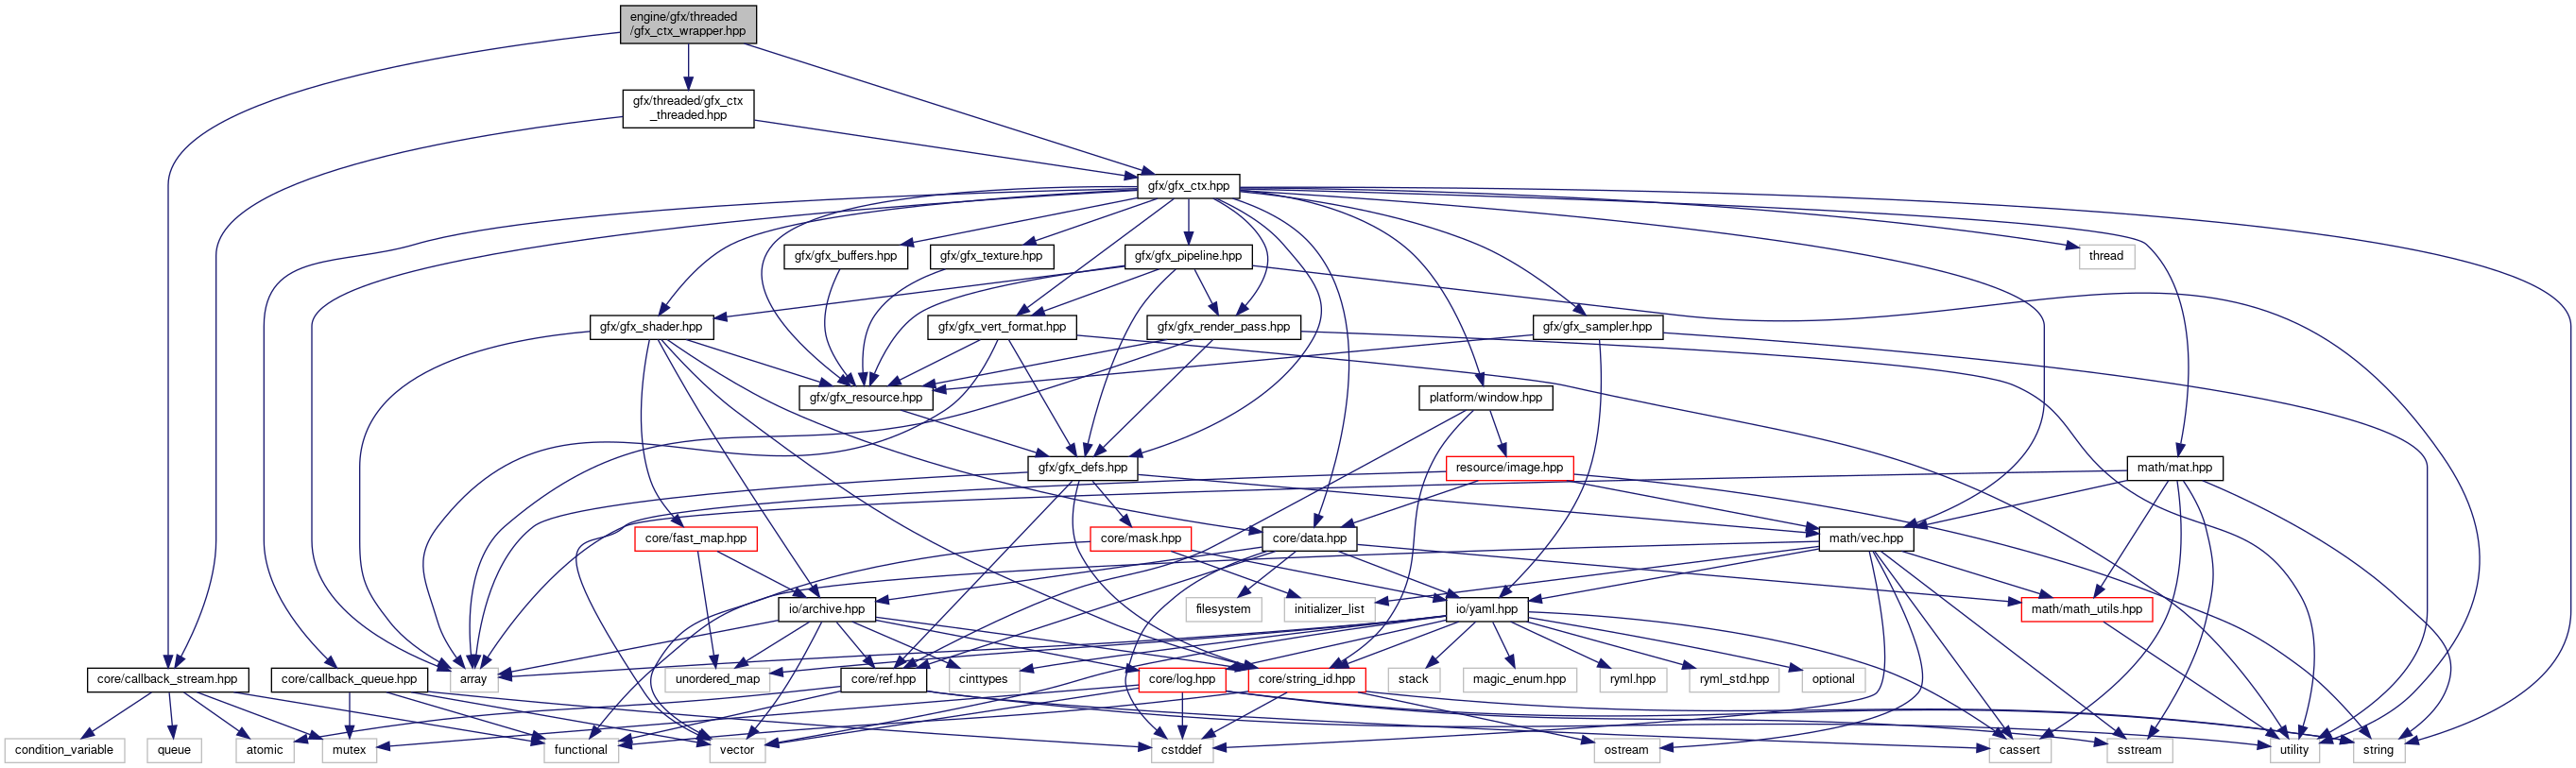 engine/gfx/threaded
/gfx_ctx_wrapper.hpp
gfx/threaded/gfx_ctx
_threaded.hpp
gfx/gfx_ctx.hpp
gfx/gfx_buffers.hpp
gfx/gfx_texture.hpp
gfx/gfx_pipeline.hpp
thread
gfx/gfx_shader.hpp
gfx/gfx_vert_format.hpp
gfx/gfx_render_pass.hpp
gfx/gfx_sampler.hpp
gfx/gfx_resource.hpp
platform/window.hpp
gfx/gfx_defs.hpp
resource/image.hpp
math/mat.hpp
core/fast_map.hpp
core/mask.hpp
core/data.hpp
math/vec.hpp
io/archive.hpp
filesystem
initializer_list
io/yaml.hpp
math/math_utils.hpp
core/callback_stream.hpp
core/callback_queue.hpp
array
unordered_map
core/ref.hpp
cinttypes
core/log.hpp
core/string_id.hpp
stack
magic_enum.hpp
ryml.hpp
ryml_std.hpp
optional
condition_variable
queue
atomic
mutex
functional
vector
cstddef
ostream
cassert
sstream
utility
string